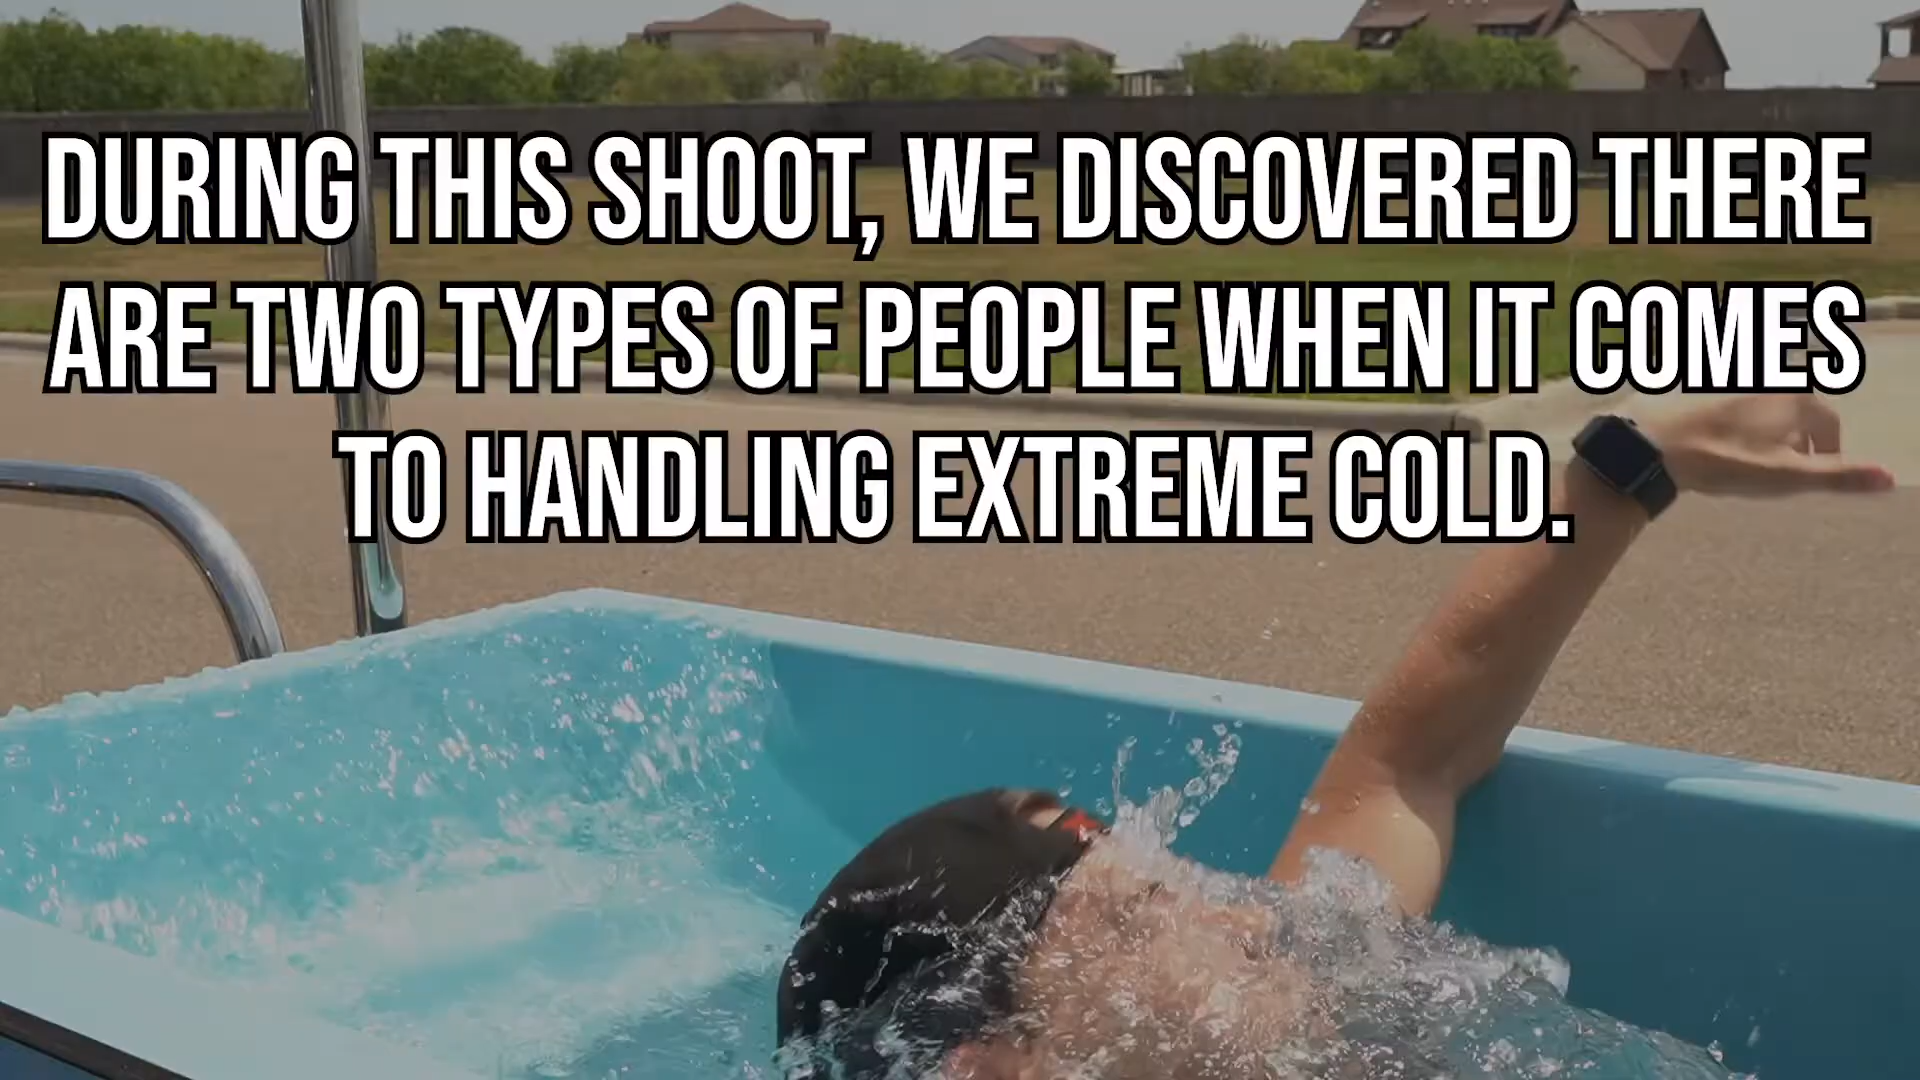 DURING THIS SHOOT, WE DISCOVERED THERE
ARE TWO TYPES OF PEOPLE WHEN IT COMES
TO HANDLING EXTREME COLD.